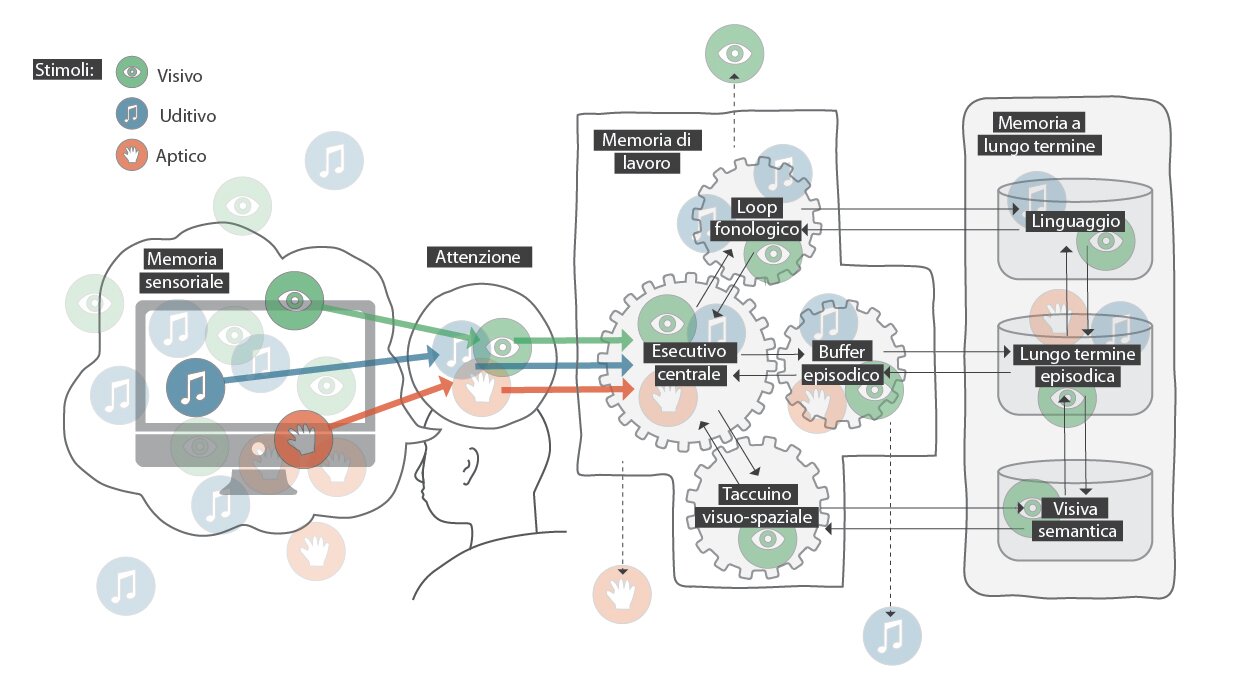 Stimoli:
Visivo
Uditivo
Aptico
Memoria
sensoriale
Attenzione
Memoria di
lavoro
Loop
fonologico
Esecutivo
centrale
Buffer
episodico
Taccuino
visuo-spaziale
Memoria a
lungo termine
Linguaggio
Lungo termine
episodica
Visiva
semantica